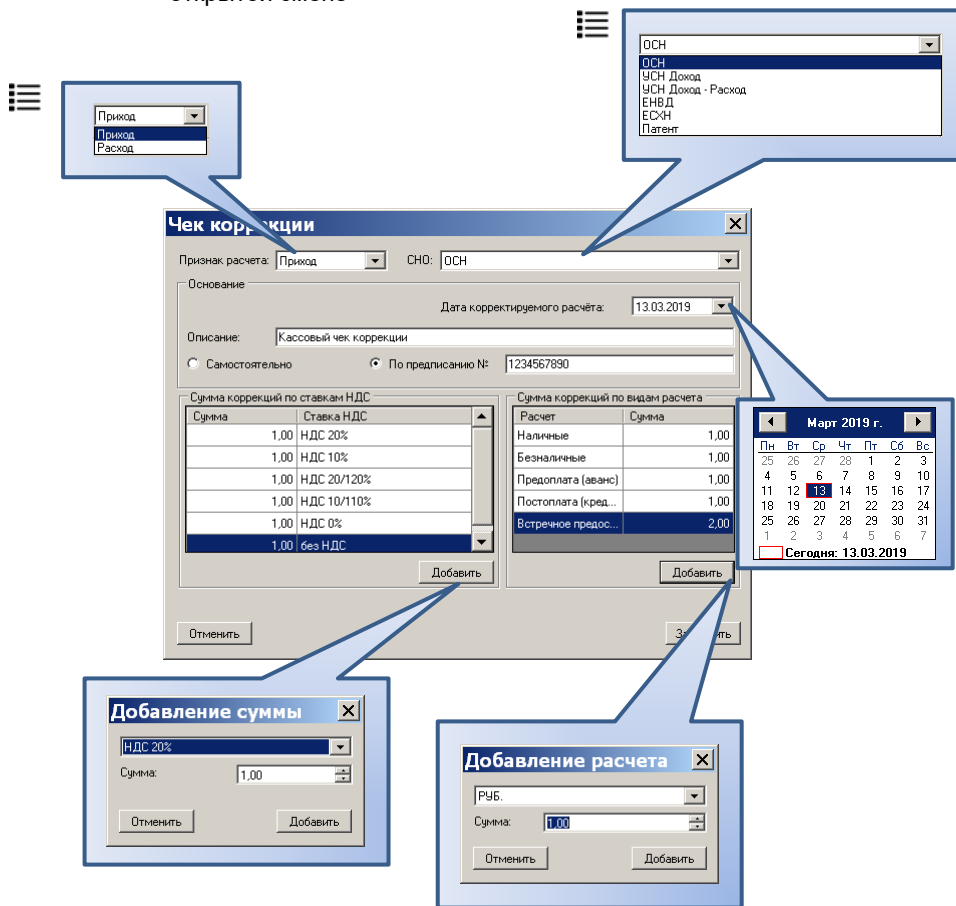 ОСН
ОСН
УСН Доход
УСН Доход - Расход
ЕНВД
ЕСХН
Патент
Приход
Приход
Расход
Чек коррекции
Признак расчета: Приход СНО: ОСН
Основание
Дата корректируемого расчёта: 13.03.2019
Описание: Кассовый чек коррекции
Самостоятельно По предписанию № 1234567890
Сумма коррекций по ставкам НДС Сумма коррекций по видам расчета
Сумма Ставка НДС Расчет Сумма
1,00 НДС 20% Наличные 1,00
1,00 НДС 10% Безналичные 1,00
1,00 НДС 20/120% Предоплата (аванс) 1,00
1,00 НДС 10/110% Постоплата (кред... 1,00
1,00 НДС 0% Встречное предос... 2,00
1,00 без НДС
Добавить Добавить
Отменить
Март 2019 г.
Пн Вт Ср Чт Пт Сб Вс
25 26 27 28 1 2 3
4 5 6 7 8 9 10
11 12 13 14 15 16 17
18 19 20 21 22 23 24
25 26 27 28 29 30 31
1 2 3 4 5 6 7
Сегодня: 13.03.2019
Добавление суммы
НДС 20%
Сумма: 1,00
Отменить Добавить
Добавление расчета
РУБ.
Сумма: 1,00
Отменить Добавить